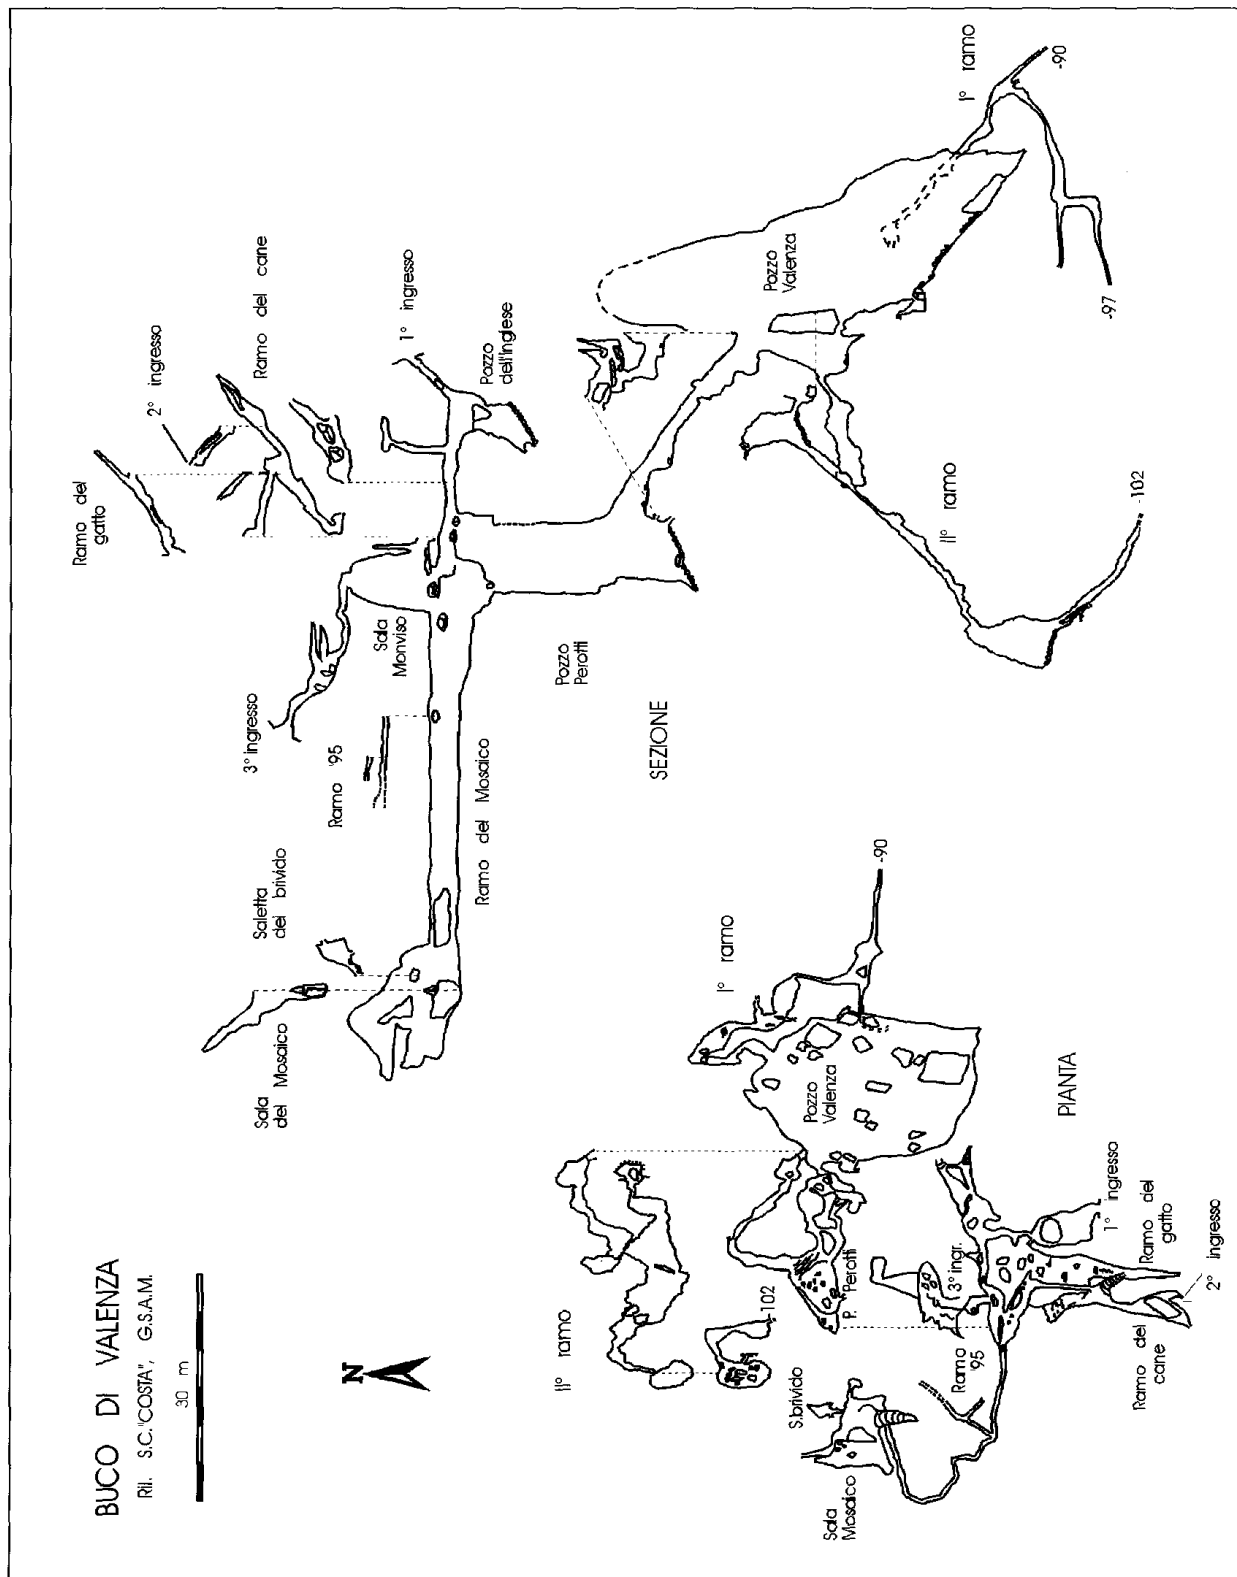 BUCO DI VALENZA
Ril. S.C."COSTA", G.S.A.M.
30 m
N
Sala
del Mosaico
Saletta
del brivido
Ramo '95
3° ingresso
Ramo del Mosaico
Sala
Monviso
Ramo del
gatto
2° ingresso
Ramo del cane
1° ingresso
Pozzo
dell'inglese
Pozzo
Perotti
SEZIONE
Pozzo
Valenza
I° ramo
-90
-97
II° ramo
-102
II° ramo
-102
S.brivido
Sala
Mosaico
P. Perotti
3° ingr.
Ramo
'95
Pozzo
Valenza
I° ramo
-90
PIANTA
1° ingresso
Ramo del
gatto
2° ingresso
Ramo del
cane